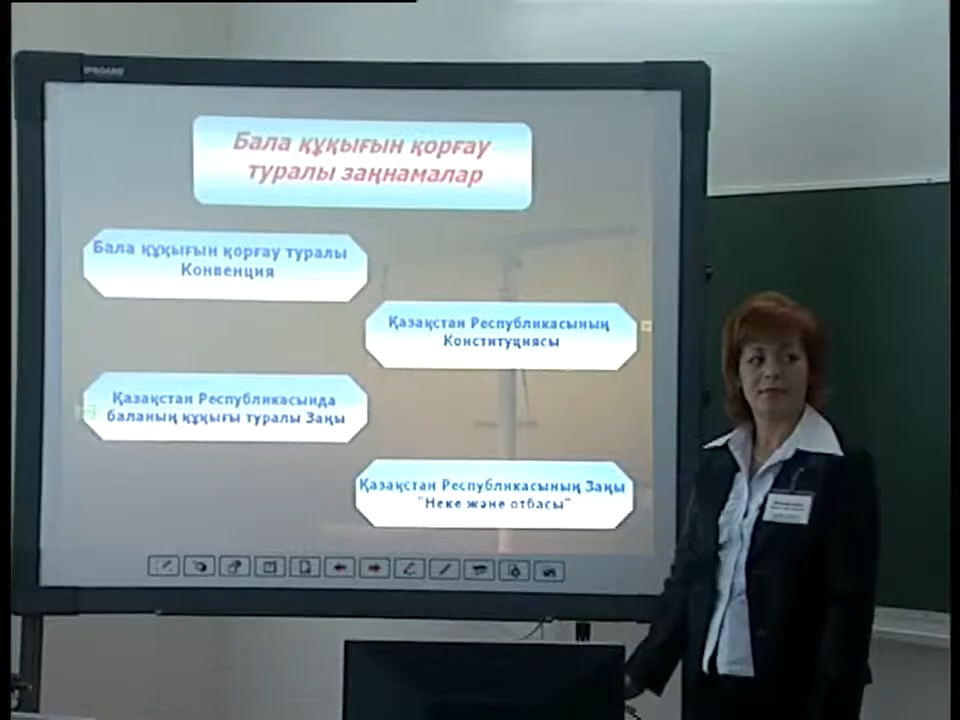 IPBOARD
Бала құқығын қорғау
туралы заңнамалар
Бала құқығын қорғау туралы
Конвенция
Қазақстан Республикасының
Конституциясы
Қазақстан Республикасында
баланың құқығы туралы Заңы
Қазақстан Республикасының Заңы
"Неке және отбасы"